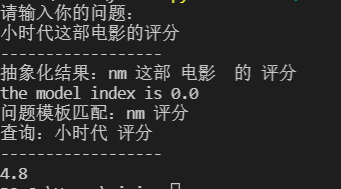 请输入你的问题:
小时代这部电影的评分
------------------
抽象化结果：nm 这部 电影  的 评分
the model index is 0.0
问题模板匹配：nm 评分
查询：小时代 评分
------------------
4.8